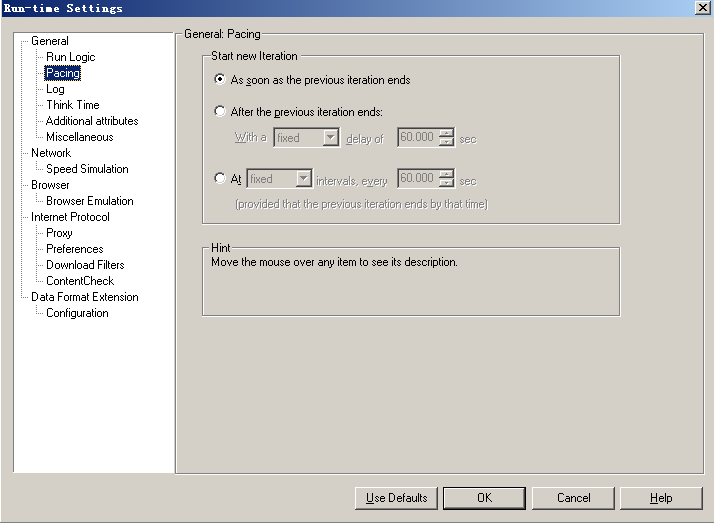 Run-time Settings
General
Run Logic
Pacing
Log
Think Time
Additional attributes
Miscellaneous
Network
Speed Simulation
Browser
Browser Emulation
Internet Protocol
Proxy
Preferences
Download Filters
ContentCheck
Data Format Extension
Configuration
General: Pacing
Start new Iteration
As soon as the previous iteration ends
After the previous iteration ends:
With a fixed delay of 60.000 sec
At fixed intervals, every 60.000 sec
(provided that the previous iteration ends by that time)
Hint
Move the mouse over any item to see its description.
Use Defaults OK Cancel Help